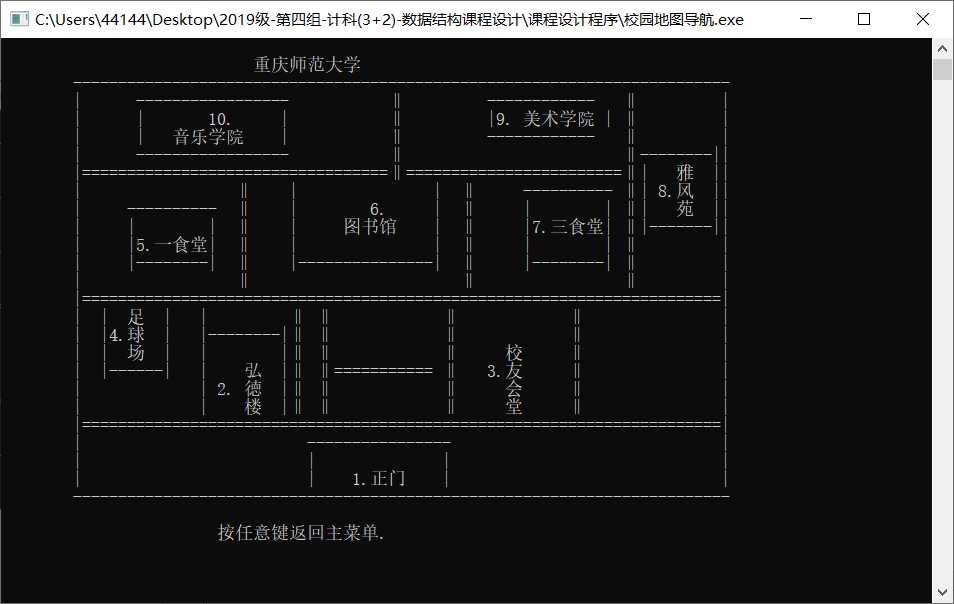 C:\Users\44144\Desktop\2019级-第四组-计科(3+2)-数据结构课程设计\课程设计程序\校园地图导航.exe
重庆师范大学
10.
音乐学院
9. 美术学院
8.
雅
风
苑
6.
图书馆
7.三食堂
5.一食堂
4.
足
球
场
2.
弘
德
楼
3.
校
友
会
堂
1.正门
按任意键返回主菜单.